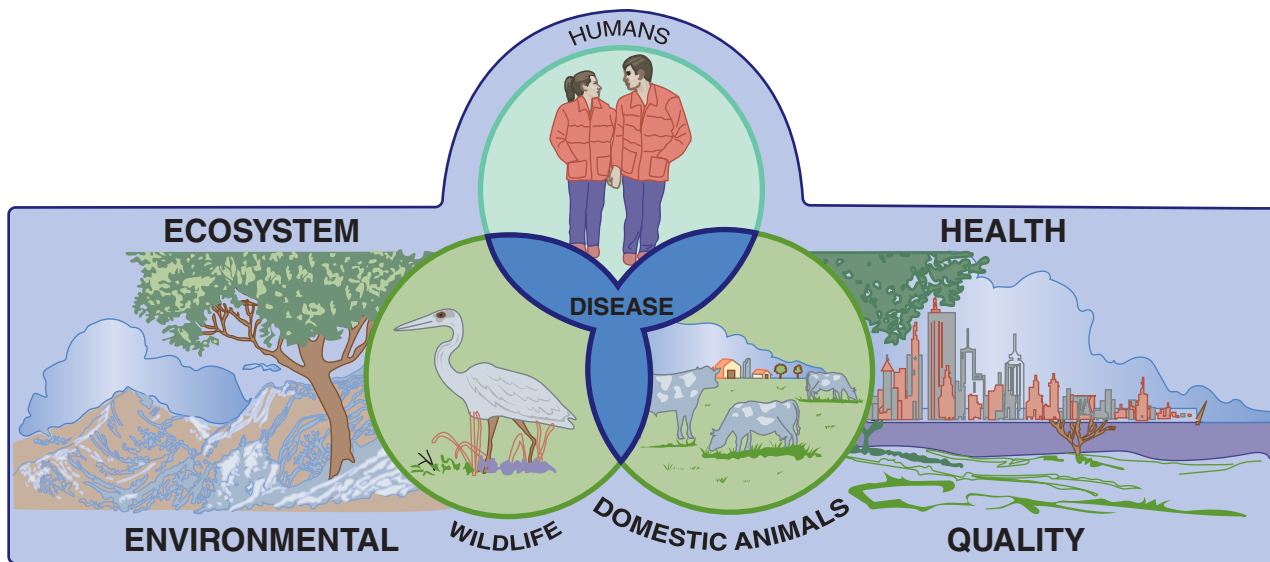 HUMANS
ECOSYSTEM
HEALTH
DISEASE
ENVIRONMENTAL
WILDLIFE
DOMESTIC ANIMALS
QUALITY